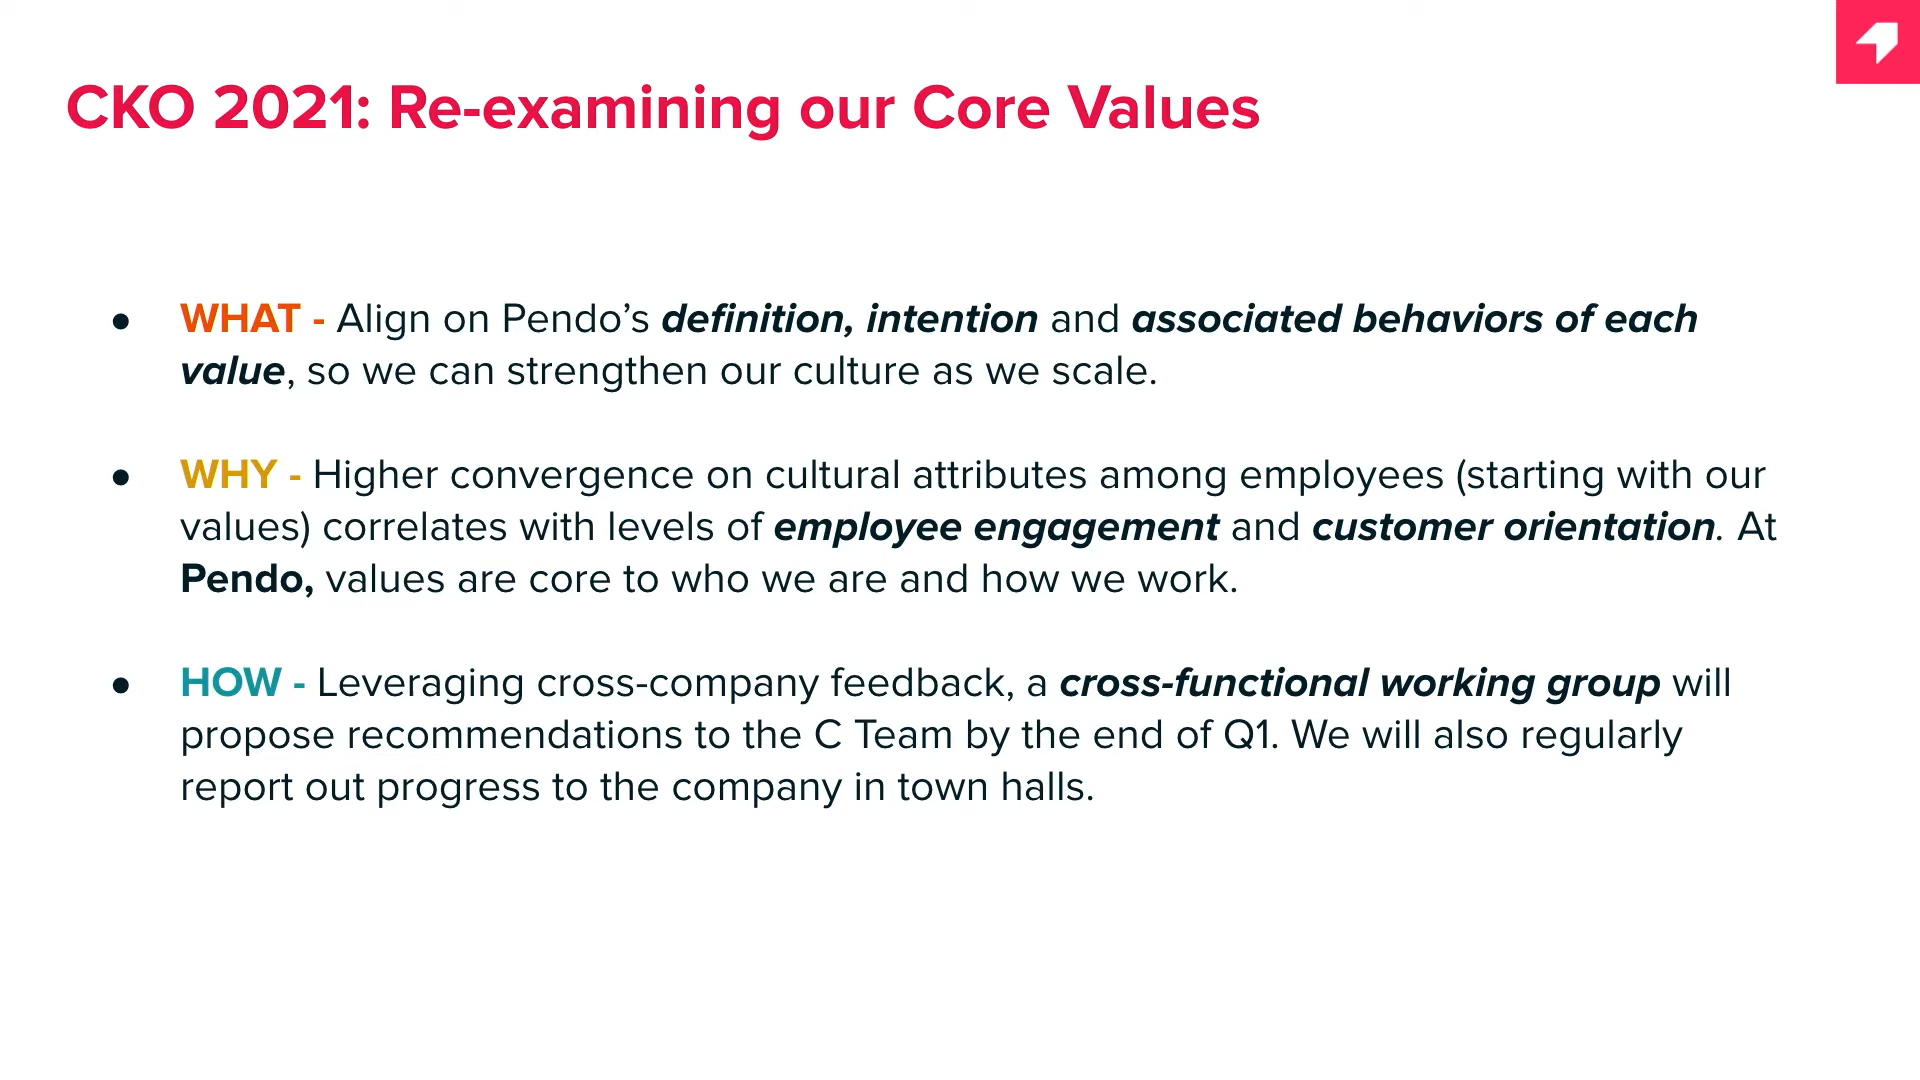 CKO 2021: Re-examining our Core Values
● WHAT - Align on Pendo’s definition, intention and associated behaviors of each
value, so we can strengthen our culture as we scale.
● WHY - Higher convergence on cultural attributes among employees (starting with our
values) correlates with levels of employee engagement and customer orientation. At
Pendo, values are core to who we are and how we work.
● HOW - Leveraging cross-company feedback, a cross-functional working group will
propose recommendations to the C Team by the end of Q1. We will also regularly
report out progress to the company in town halls.